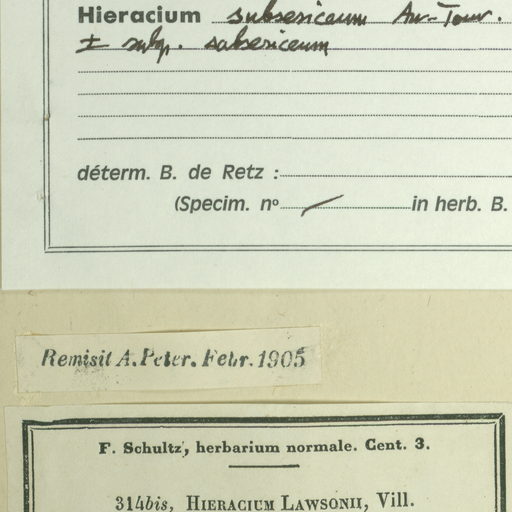 Hieracium subsericeum Arv-Touv.
± subsp. subsericeum
déterm. B. de Retz :
(Specim. nº / in herb. B.
Remisit A. Peter. Febr. 1905
F. Schultz, herbarium normale. Cent. 3.
314bis, HIERACIUM LAWSONII, Vill.